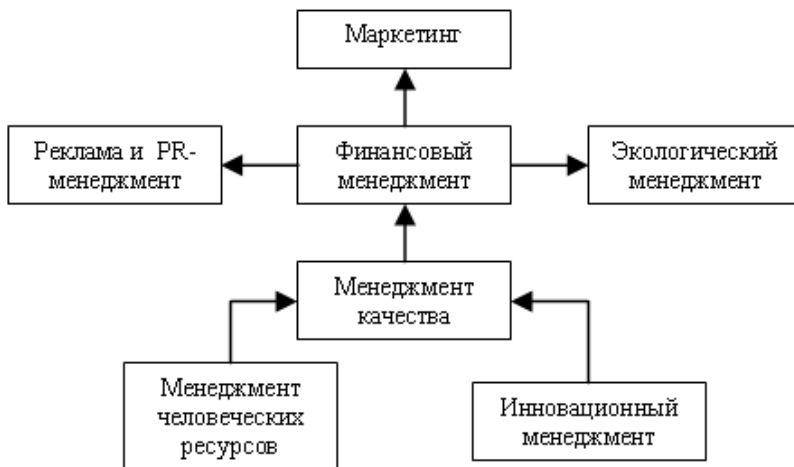 Маркетинг
Реклама и PR-
менеджмент
Финансовый
менеджмент
Экологический
менеджмент
Менеджмент
качества
Менеджмент
человеческих
ресурсов
Инновационный
менеджмент